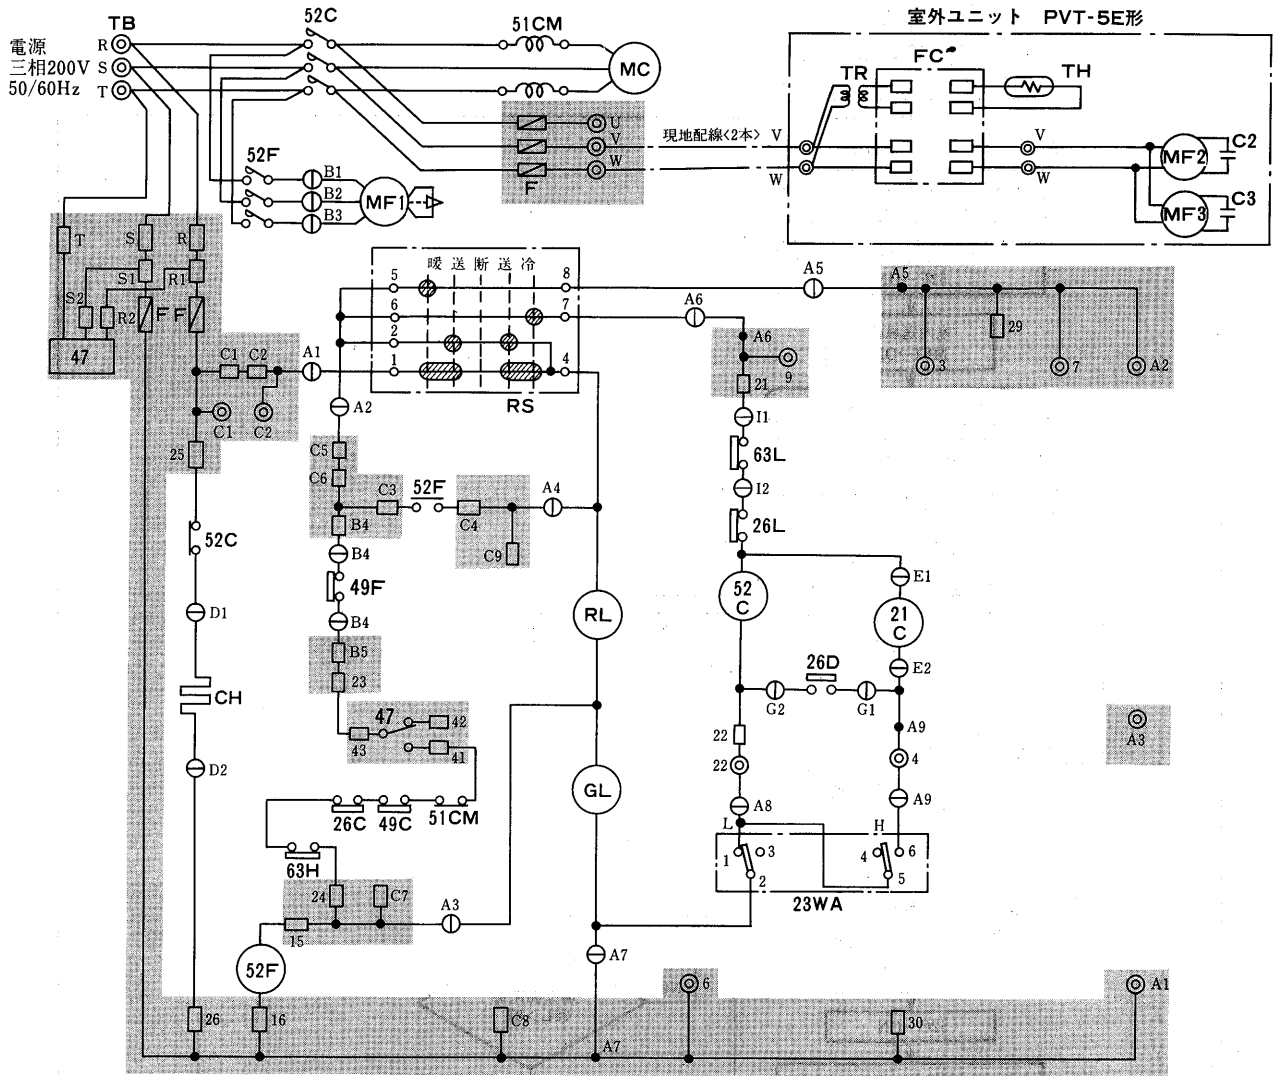 室外ユニット PVT-5E形
TB
52C
51CM
電源
三相200V
50/60Hz
R
S
T
MC
FC
TR
TH
U
V
W
F
現地配線<2本>
V
W
V
W
MF2
C2
MF3
C3
52F
B1
B2
B3
MF1
T
S
R
S1
R1
S2
R2
F
F
47
暖 送 断 送 冷
5
8
6
7
2
1
4
RS
A5
A5
A6
A6
C1
C2
A1
C1
C2
A2
25
21
9
29
3
7
A2
I1
63L
I2
26L
C5
C6
C3
52F
C4
A4
B4
C9
B4
49F
B4
B5
23
52C
D1
CH
D2
RL
GL
52
C
E1
21
C
E2
26D
G2
G1
22
22
A9
4
A8
A9
L
H
1
3
2
4
6
5
23WA
A3
47
42
43
41
26C
49C
51CM
63H
24
C7
A3
15
52F
A7
6
A1
26
16
C8
A7
30